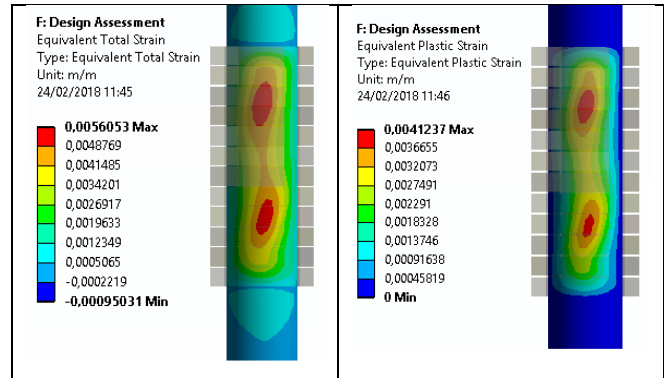 F: Design Assessment
Equivalent Total Strain
Type: Equivalent Total Strain
Unit: m/m
24/02/2018 11:45
0,0056053 Max
0,0048769
0,0041485
0,0034201
0,0026917
0,0019633
0,0012349
0,0005065
-0,0002219
-0,00095031 Min
F: Design Assessment
Equivalent Plastic Strain
Type: Equivalent Plastic Strain
Unit: m/m
24/02/2018 11:46
0,0041237 Max
0,0036655
0,0032073
0,0027491
0,002291
0,0018328
0,0013746
0,00091638
0,00045819
0 Min